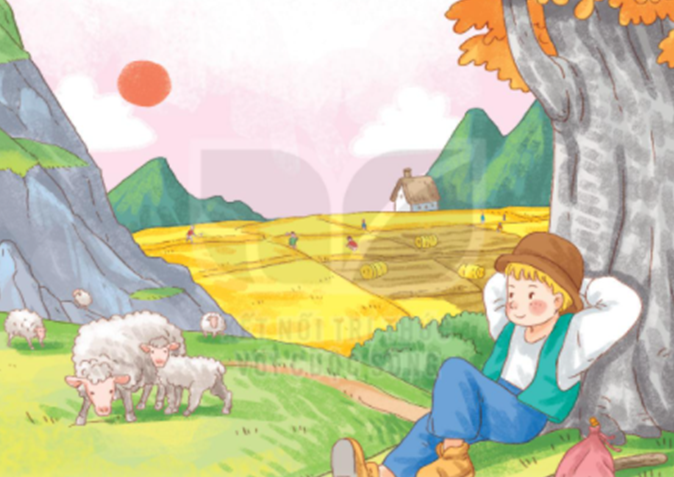 KẾT NỐI TRI THỨC
VỚI CUỘC SỐNG